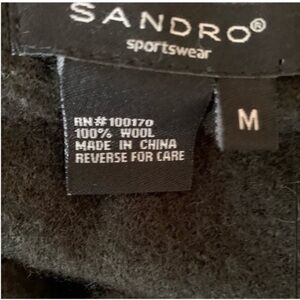 SANDRO®
sportswear
M
RN#100170
100% WOOL
MADE IN CHINA
REVERSE FOR CARE